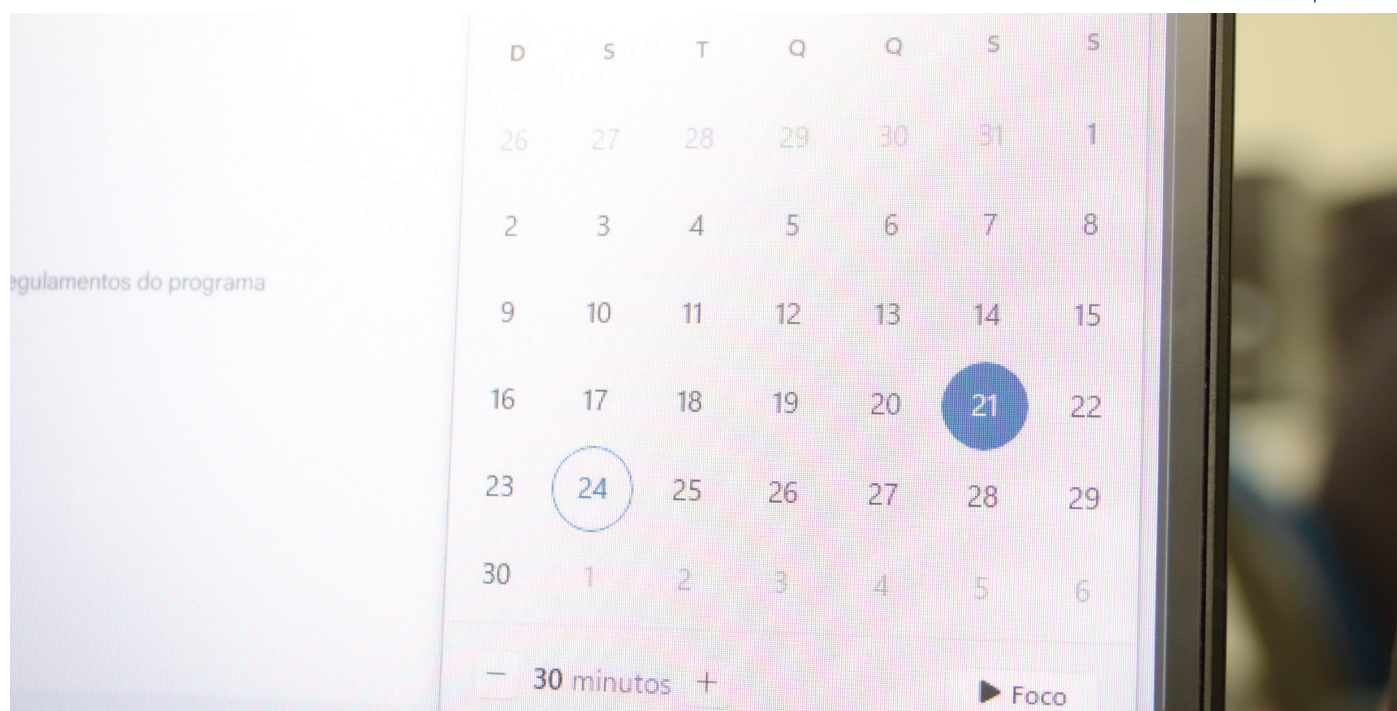 D S T Q Q S S
26 27 28 29 30 31 1
2 3 4 5 6 7 8
egulamentos do programa
9 10 11 12 13 14 15
16 17 18 19 20 21 22
23 24 25 26 27 28 29
30 1 2 3 4 5 6
— 30 minutos +
▶ Foco